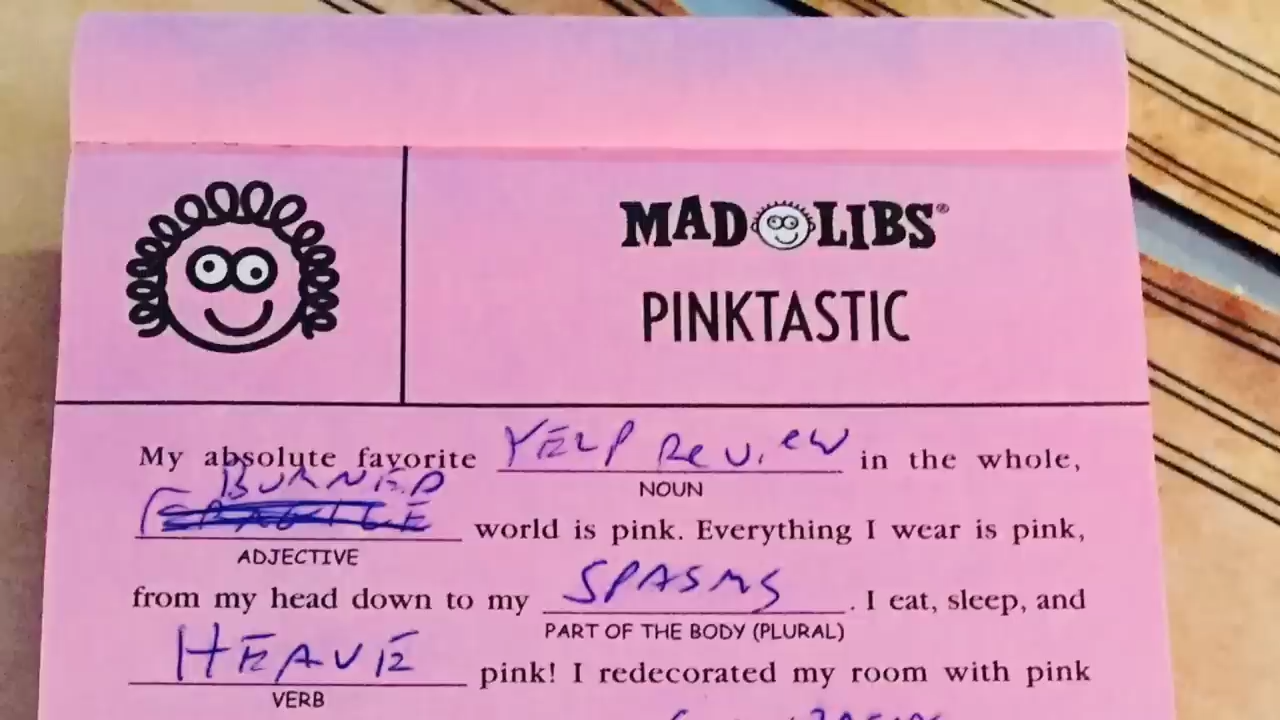 MAD LIBS®
PINKTASTIC
My absolute favorite YELP ReViEW in the whole,
NOUN
BURNED
world is pink. Everything I wear is pink,
ADJECTIVE
from my head down to my SPASMS . I eat, sleep, and
PART OF THE BODY (PLURAL)
HEAVE pink! I redecorated my room with pink
VERB